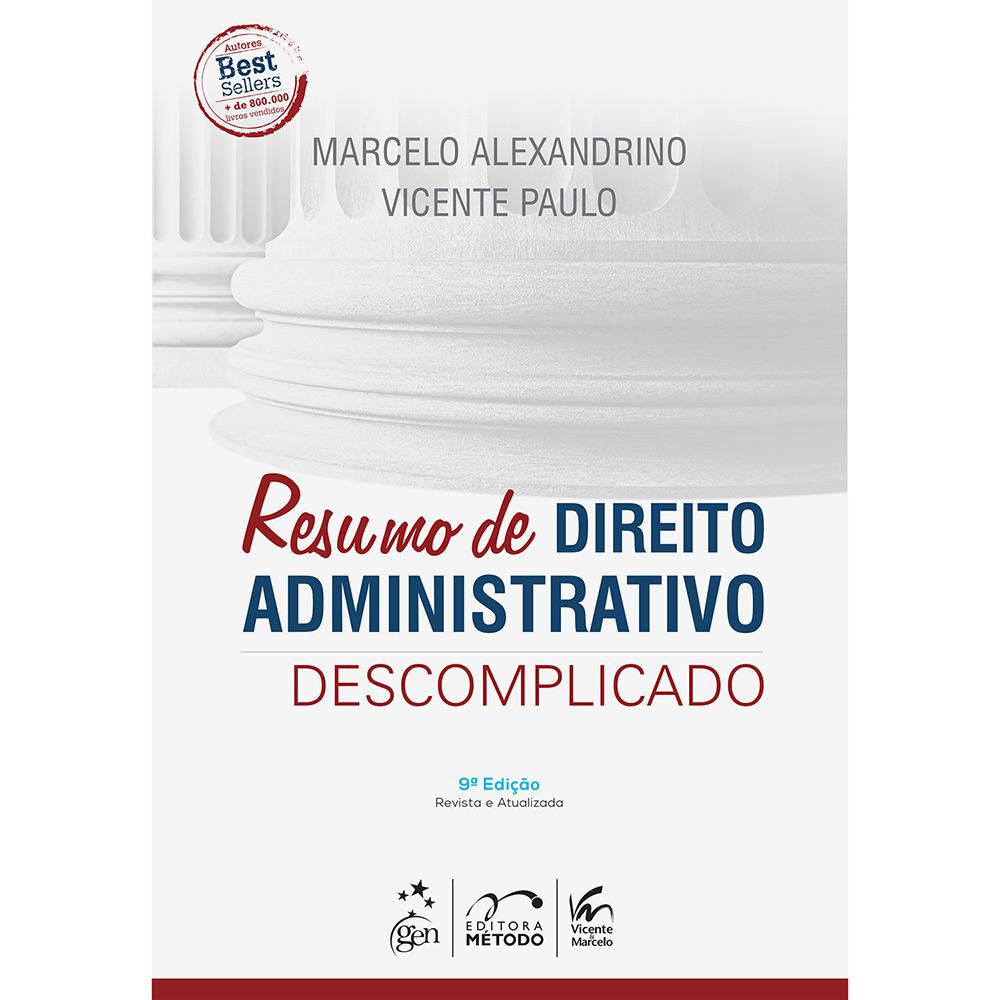 Autores
Best
Sellers
+ de 800.000
livros vendidos
MARCELO ALEXANDRINO
VICENTE PAULO
Resumo de DIREITO
ADMINISTRATIVO
DESCOMPLICADO
9ª Edição
Revista e Atualizada
gen
EDITORA
MÉTODO
Vicente
&
Marcelo